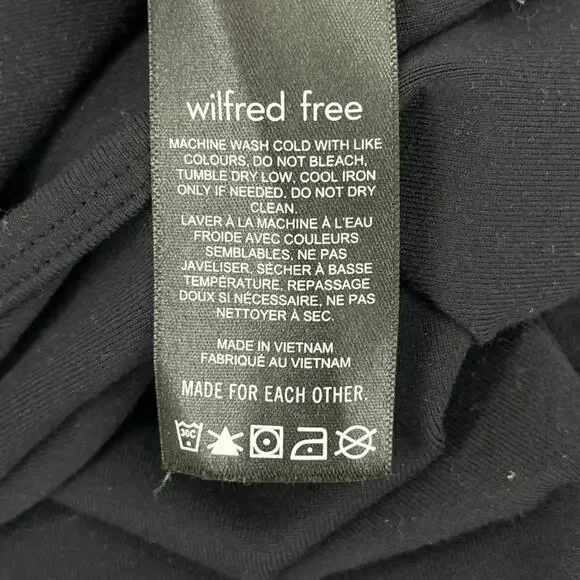 wilfred free
MACHINE WASH COLD WITH LIKE
COLOURS, DO NOT BLEACH,
TUMBLE DRY LOW, COOL IRON
ONLY IF NEEDED, DO NOT DRY
CLEAN.
LAVER À LA MACHINE À L'EAU
FROIDE AVEC COULEURS
SEMBLABLES, NE PAS
JAVELISER, SÉCHER À BASSE
TEMPÉRATURE, REPASSAGE
DOUX SI NÉCESSAIRE, NE PAS
NETTOYER À SEC.
MADE IN VIETNAM
FABRIQUÉ AU VIETNAM
MADE FOR EACH OTHER.
30C